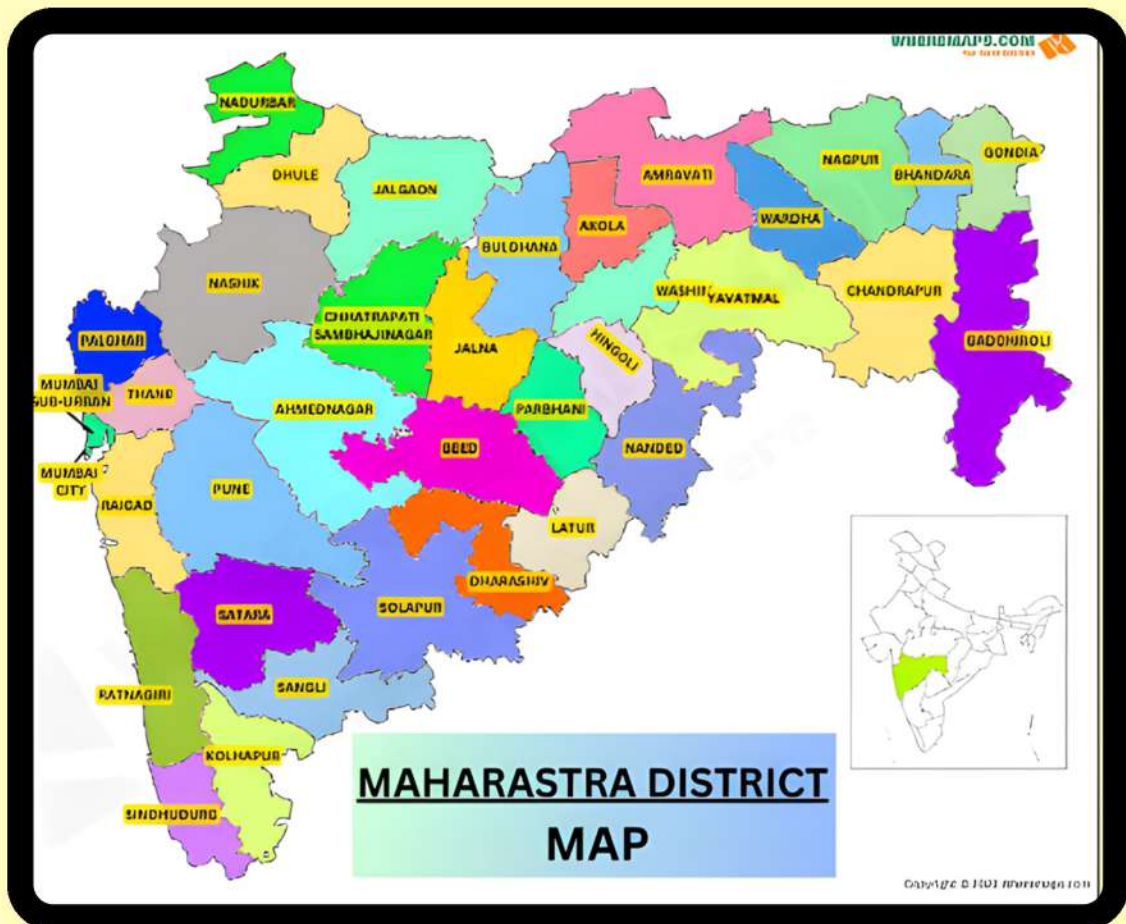 NADURBAR
DHULE
JALGAON
AMRAVATI
NAGPUR
BHANDARA
GONDIA
AKOLA
BULDHANA
WARDHA
NASHIK
WASHIM
YAVATMAL
CHANDRAPUR
CHHATRAPATI
SAMBHAJINAGAR
PALGHAR
JALNA
HINGOLI
GADCHIROLI
MUMBAI
SUB-URBAN
THANE
AHMEDNAGAR
PARBHANI
BEED
NANDED
MUMBAI
CITY
RAIGAD
PUNE
LATUR
DHARASHIV
SATARA
SOLAPUR
SANGLI
RATNAGIRI
KOLHAPUR
SINDHUDURG
MAHARASTRA DISTRICT
MAP